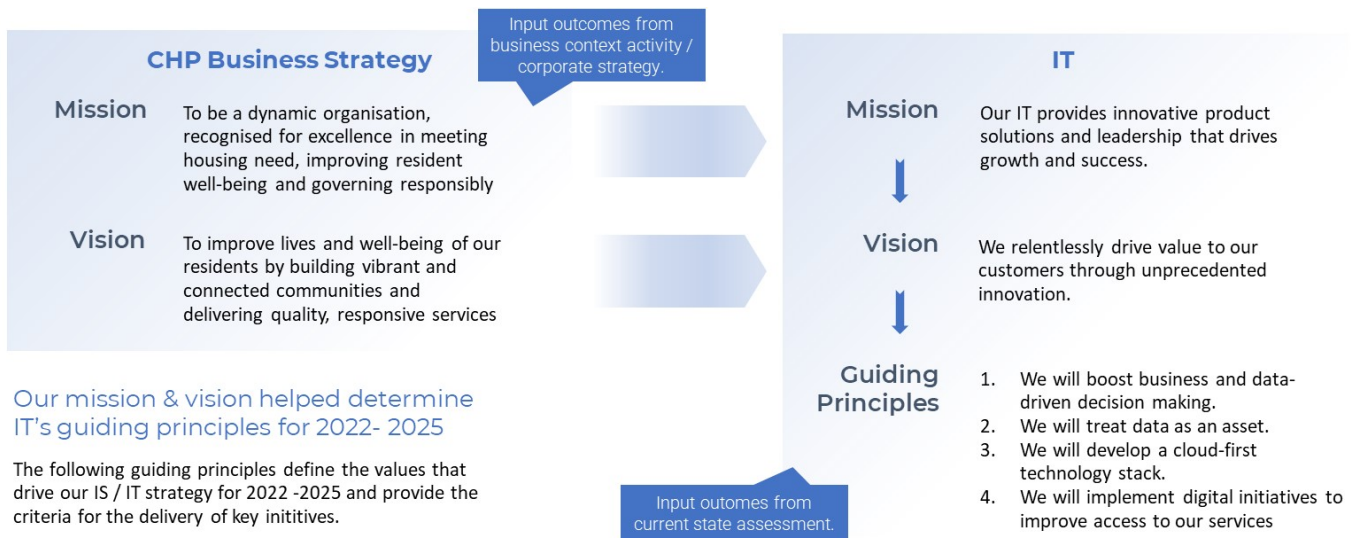 Input outcomes from
business context activity /
corporate strategy.
CHP Business Strategy
Mission
To be a dynamic organisation,
recognised for excellence in meeting
housing need, improving resident
well-being and governing responsibly
Vision
To improve lives and well-being of our
residents by building vibrant and
connected communities and
delivering quality, responsive services
Our mission & vision helped determine
IT's guiding principles for 2022- 2025
The following guiding principles define the values that
drive our IS / IT strategy for 2022 -2025 and provide the
criteria for the delivery of key inititives.
IT
Mission
Our IT provides innovative product
solutions and leadership that drives
growth and success.
Vision
We relentlessly drive value to our
customers through unprecedented
innovation.
Guiding
Principles
1. We will boost business and data-
driven decision making.
2. We will treat data as an asset.
3. We will develop a cloud-first
technology stack.
4. We will implement digital initiatives to
improve access to our services
Input outomes from
current state assessment.